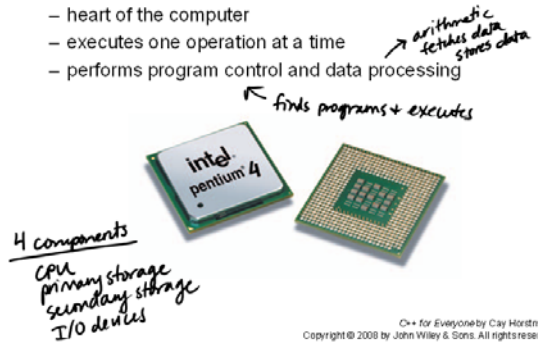 – heart of the computer
– executes one operation at a time
– performs program control and data processing
arithmetic
fetches data
stores data
finds programs + executes
intel
pentium 4
4 components
CPU
primary storage
secondary storage
I/O devices
C++ for Everyone by Cay Horstm
Copyright © 2008 by John Wiley & Sons. All rights rese